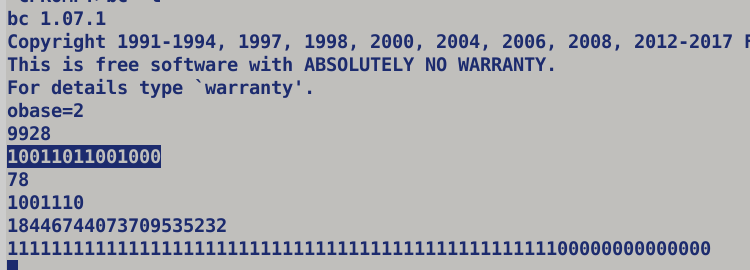 bc 1.07.1
Copyright 1991-1994, 1997, 1998, 2000, 2004, 2006, 2008, 2012-2017
This is free software with ABSOLUTELY NO WARRANTY.
For details type `warranty'.
obase=2
9928
10011011001000
78
1001110
18446744073709535232
1111111111111111111111111111111111111111111111111100000000000000